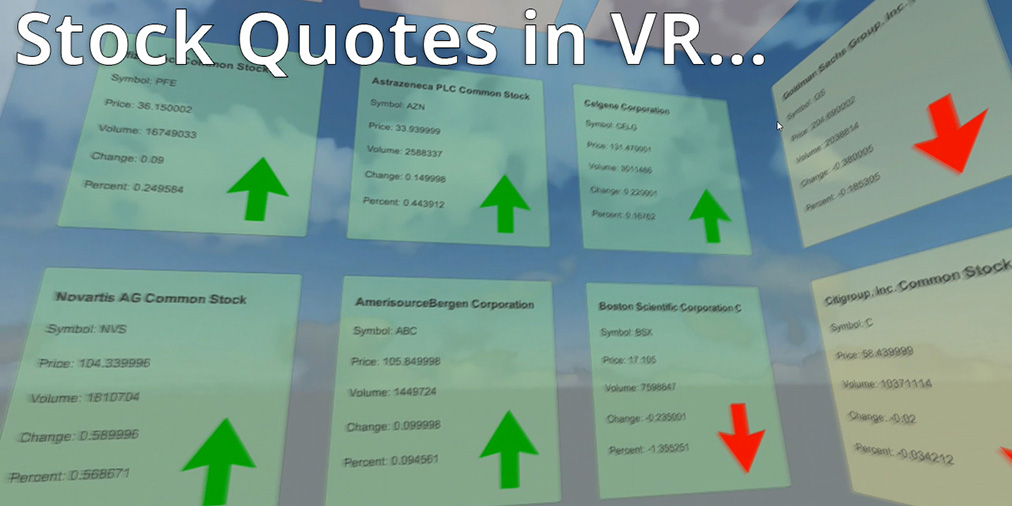 Stock Quotes in VR...
Common Stock
Symbol: PFE
Price: 36.150002
Volume: 16749033
Change: 0.09
Percent: 0.249584
Astrazeneca PLC Common Stock
Symbol: AZN
Price: 33.939999
Volume: 2588337
Change: 0.149998
Percent: 0.443912
Celgene Corporation
Symbol: CELG
Price: 131.479901
Volume: 3011466
Change: 0.220001
Percent: 0.16762
Goldman Sachs Group, Inc.
Symbol: GS
Price: 204.690002
Volume: 2038814
Change: -0.380005
Percent: -0.185305
Novartis AG Common Stock
Symbol: NVS
Price: 104.339996
Volume: 1610704
Change: 0.589996
Percent: 0.568671
AmerisourceBergen Corporation
Symbol: ABC
Price: 105.849998
Volume: 1449724
Change: 0.099998
Percent: 0.094561
Boston Scientific Corporation C
Symbol: BSX
Price: 17.105
Volume: 7598647
Change: -0.235001
Percent: -1.355251
Citigroup, Inc. Common Stock
Symbol: C
Price: 58.439999
Volume: 10371114
Change: -0.02
Percent: -0.034212